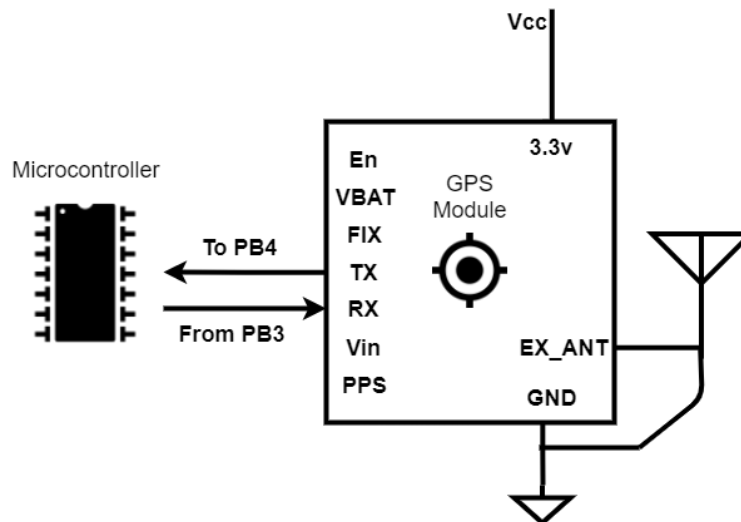 Vcc
3.3v
Microcontroller
En
VBAT
GPS
Module
FIX
To PB4
TX
RX
From PB3
Vin
EX_ANT
PPS
GND